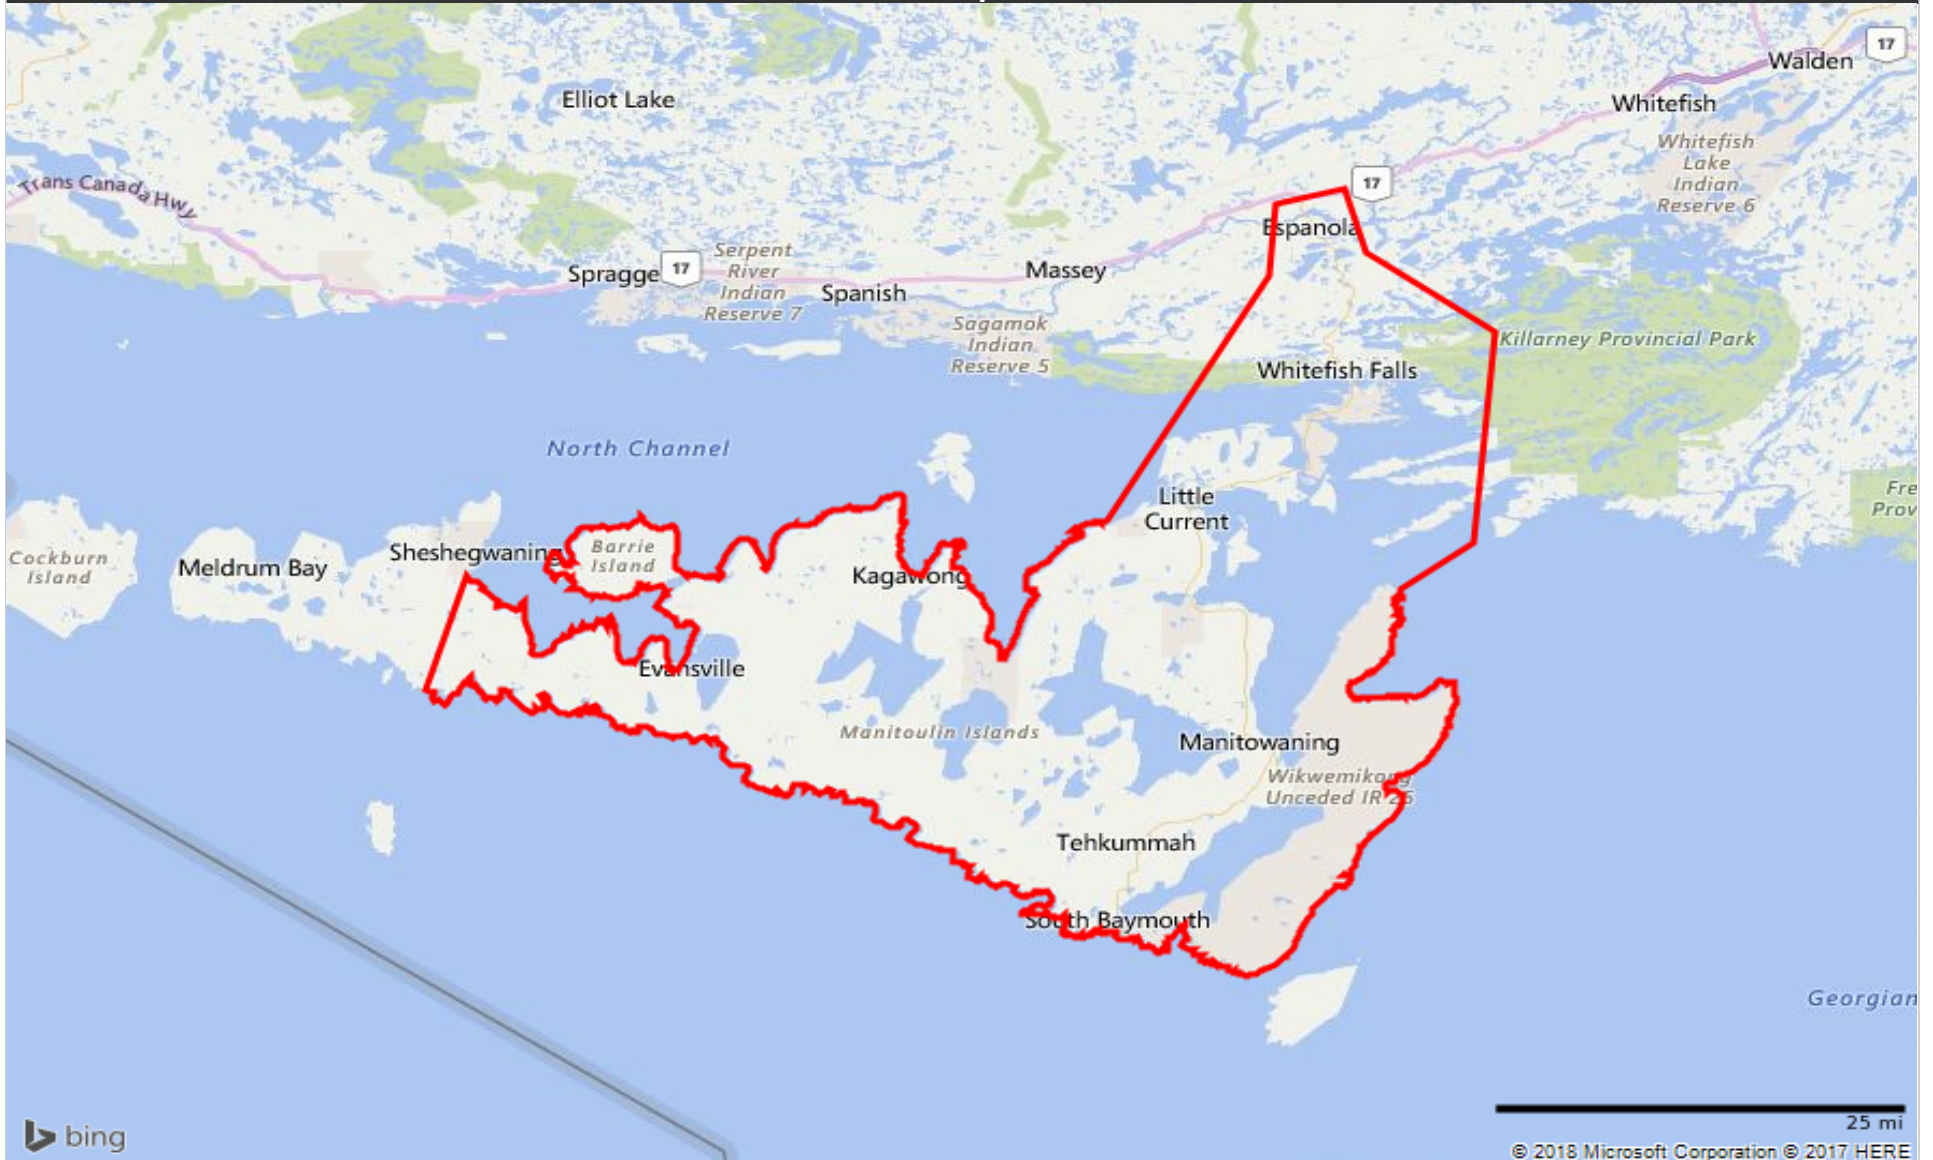 17
Walden
Elliot Lake
Whitefish
Whitefish
Lake
Indian
Reserve 6
Trans Canada Hwy
17
Espanola
Serpent
River
Indian
Reserve 7
Spragge
17
Massey
Spanish
Sagamok
Indian
Reserve 5
Killarney Provincial Park
Whitefish Falls
North Channel
Little
Current
Fre
Prov
Cockburn
Island
Meldrum Bay
Sheshegwaning
Barrie
Island
Kagawong
Evansville
Manitoulin Islands
Manitowaning
Wikwemikong
Unceded IR 26
Tehkummah
South Baymouth
Georgian
25 mi
bing
© 2018 Microsoft Corporation © 2017 HERE